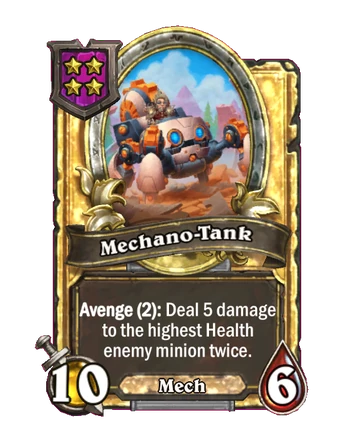 Mechano-Tank
Avenge (2): Deal 5 damage
to the highest Health
enemy minion twice.
10
Mech
6